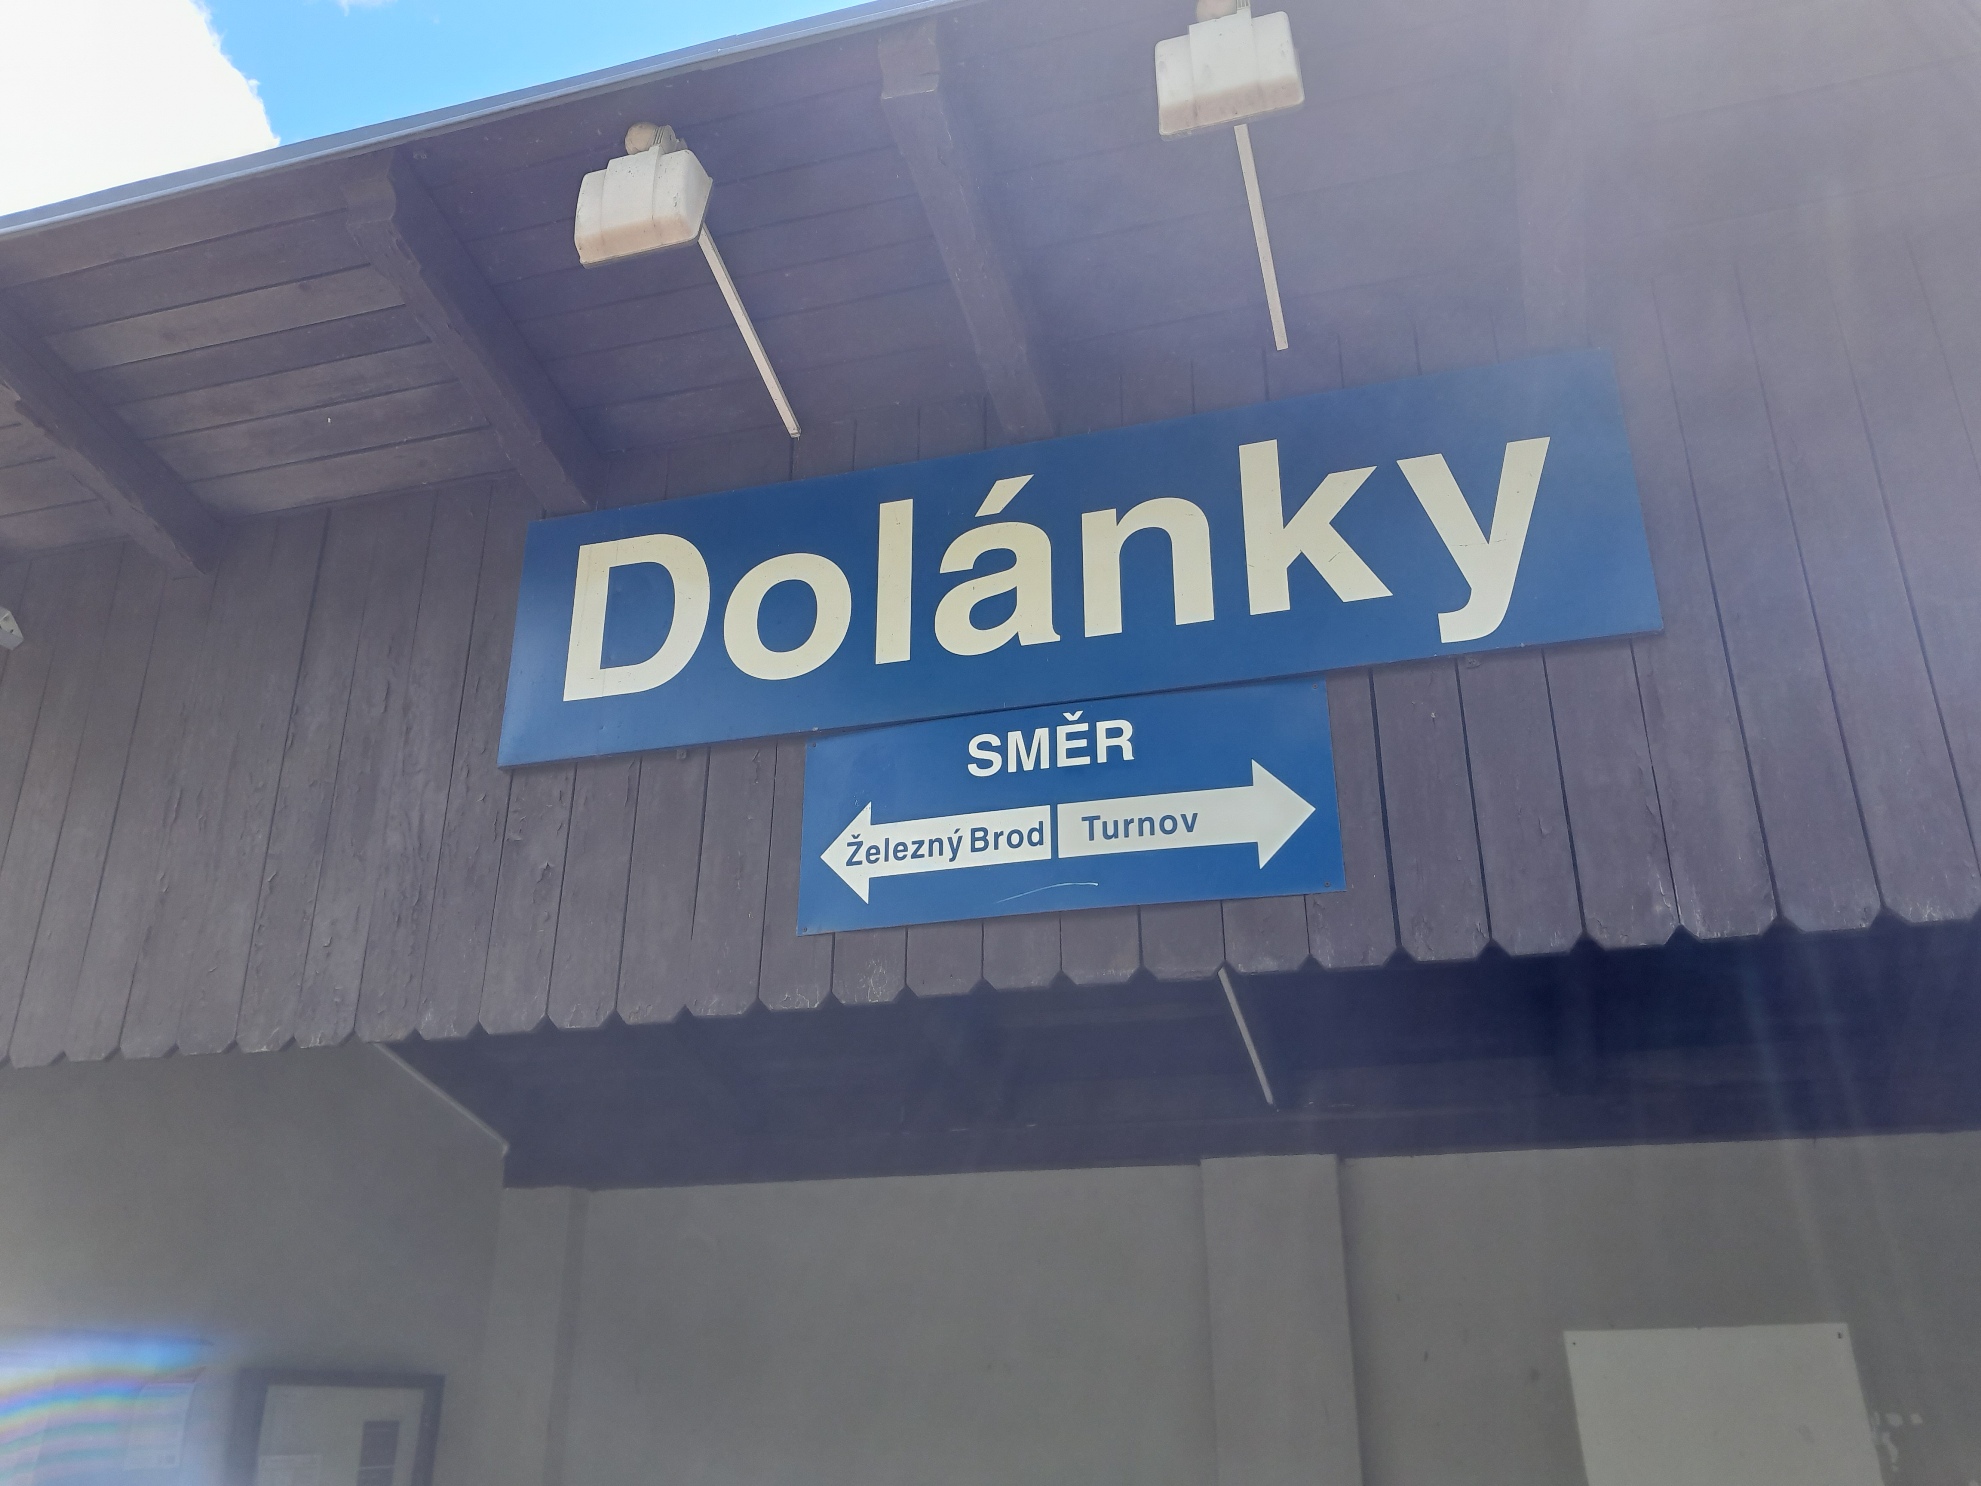 Dolánky
SMĚR
Železný Brod Turnov